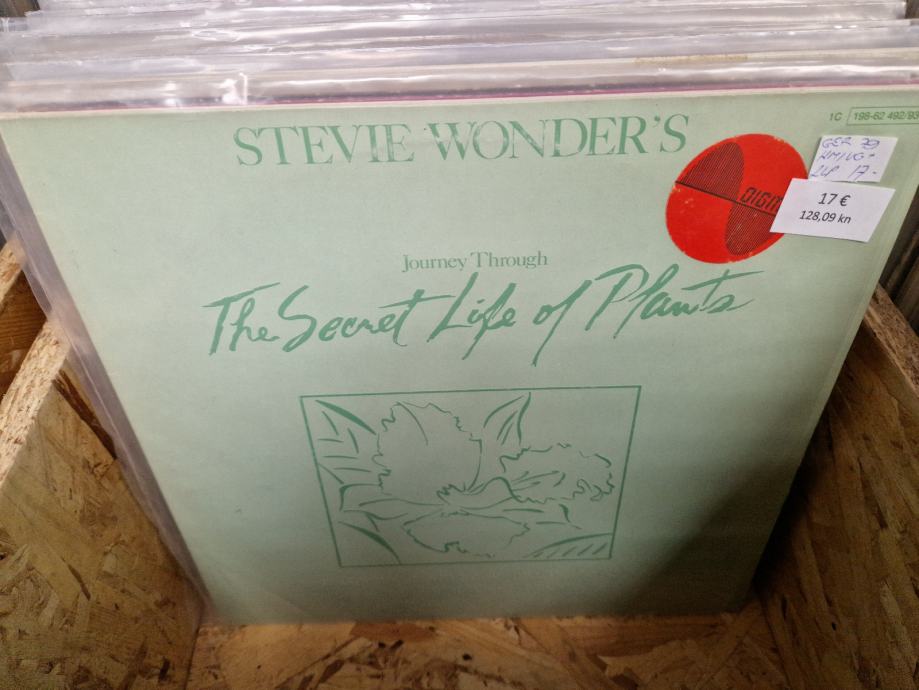 STEVIE WONDER'S
1C 198-62 492/93
GER 79
2LP 17-
17 €
128,09 kn
Journey Through
The Secret Life of Plants